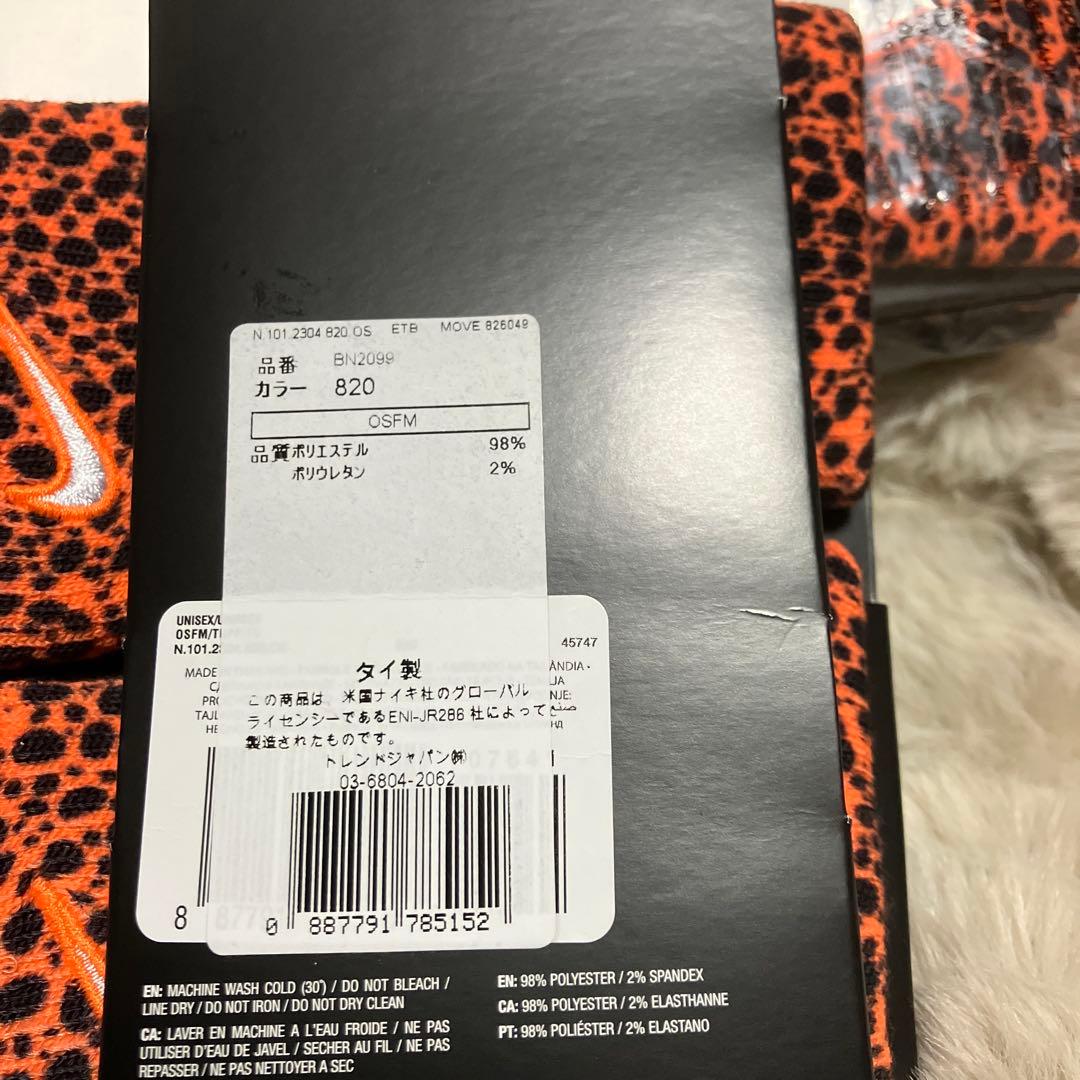 N.101.2304 820 OS ETB MOVE 826049
品番 BN2099
カラー 820
OSFM
品質ポリエステル 98%
ポリウレタン 2%
UNISEX/
OSFM/
N.101.23
45747
MADE
タイ製
この商品は、米国ナイキ社のグローバル
ライセンシーであるENI-JR286 社によって
製造されたものです。
トレンドジャパン㈱
03-6804-2062
8
0 887791 785152
EN: MACHINE WASH COLD (30°) / DO NOT BLEACH /
LINE DRY / DO NOT IRON / DO NOT DRY CLEAN
CA: LAVER EN MACHINE A L'EAU FROIDE / NE PAS
UTILISER D'EAU DE JAVEL / SECHER AU FIL / NE PAS
REPASSER / NE PAS NETTOYER A SEC
EN: 98% POLYESTER / 2% SPANDEX
CA: 98% POLYESTER / 2% ELASTHANNE
PT: 98% POLIÉSTER / 2% ELASTANO